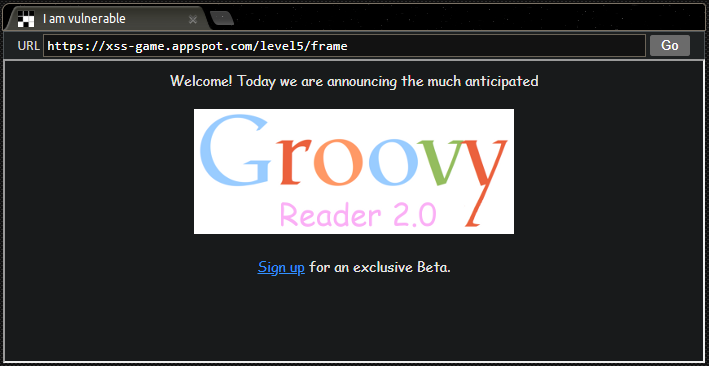 I am vulnerable
URL https://xss-game.appspot.com/level5/frame Go
Welcome! Today we are announcing the much anticipated
Groovy
Reader 2.0
Sign up for an exclusive Beta.